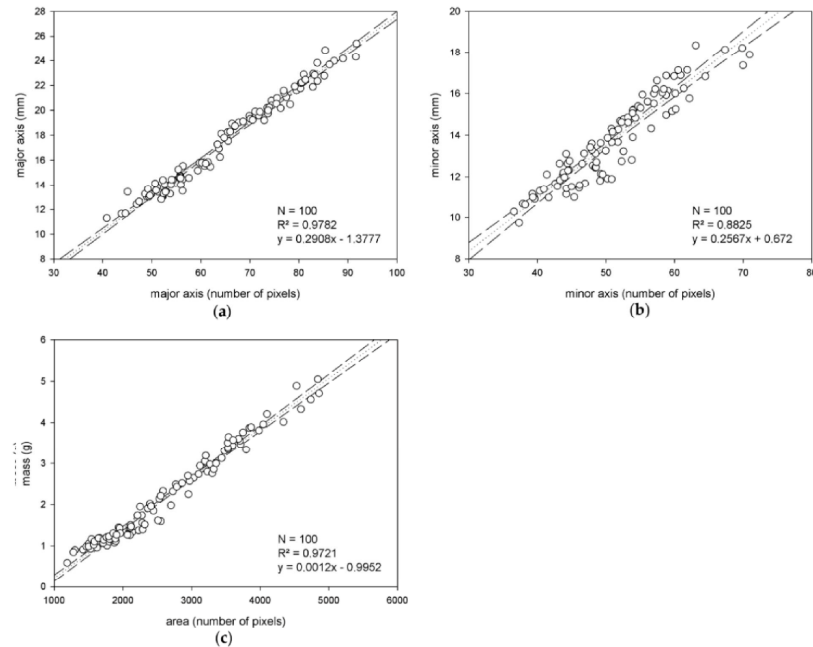 28
26
24
22
20
18
16
14
12
10
8
major axis (mm)
N = 100
R² = 0.9782
y = 0.2908x - 1.3777
30 40 50 60 70 80 90 100
major axis (number of pixels)
(a)
20
18
16
14
12
10
8
minor axis (mm)
N = 100
R² = 0.8825
y = 0.2567x + 0.672
30 40 50 60 70 80
minor axis (number of pixels)
(b)
6
5
4
3
2
1
0
mass (g)
N = 100
R² = 0.9721
y = 0.0012x - 0.9952
1000 2000 3000 4000 5000 6000
area (number of pixels)
(c)